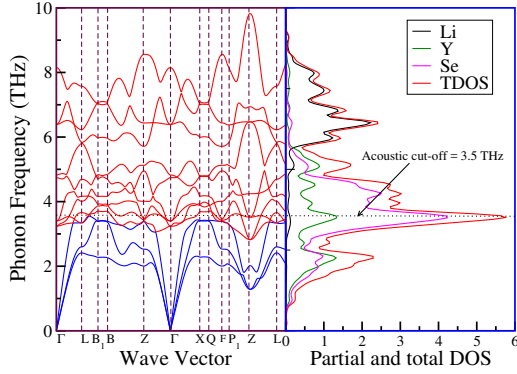 Phonon Frequency (THz)
10
8
6
4
2
0
Γ L B1 B Z Γ X Q F P1 Z L
Wave Vector
Li
Y
Se
TDOS
Acoustic cut-off = 3.5 THz
0 1 2 3 4 5 6
Partial and total DOS